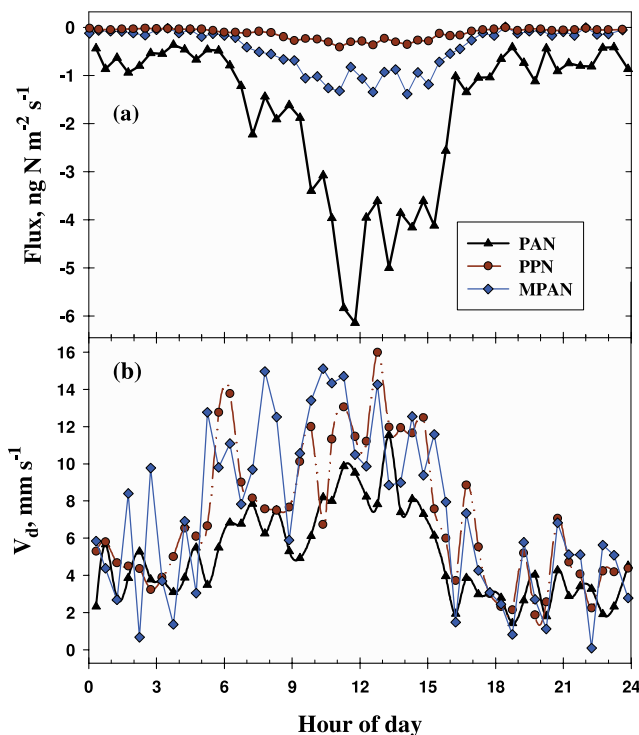 0
-1
-2
-3
-4
-5
-6
Flux, ng N m⁻² s⁻¹
(a)
PAN
PPN
MPAN
16
14
12
10
8
6
4
2
0
V_d, mm s⁻¹
(b)
0 3 6 9 12 15 18 21 24
Hour of day